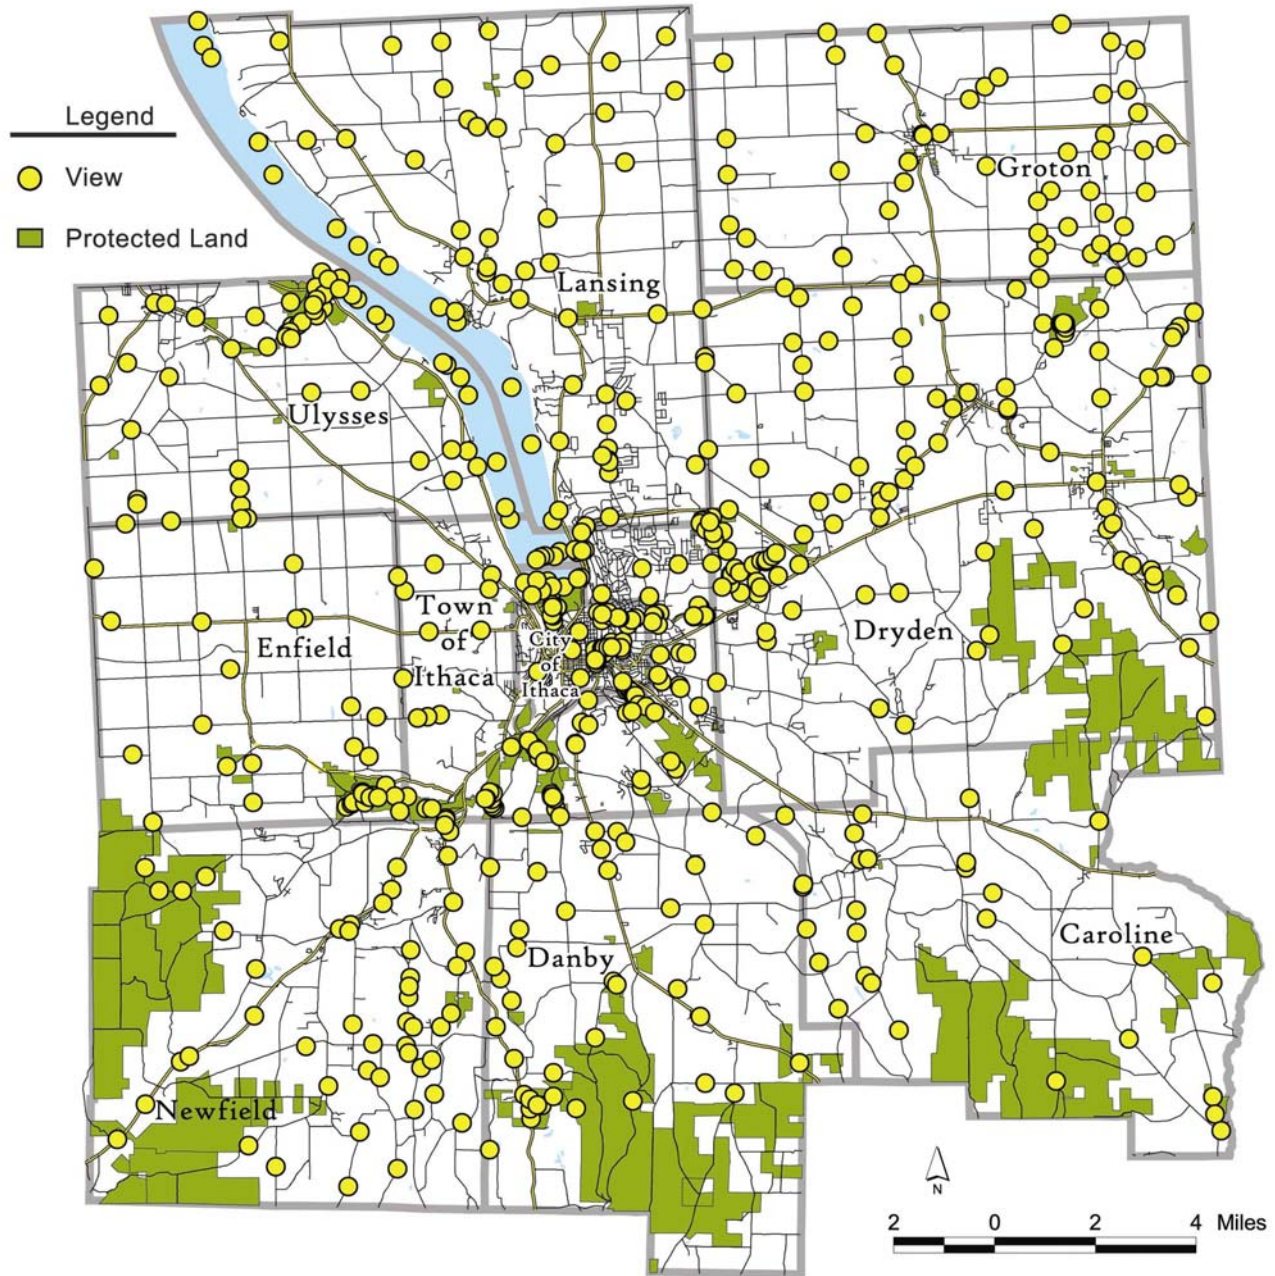 Legend
View
Protected Land
Groton
Lansing
Ulysses
Town
of
Ithaca
City
of
Ithaca
Enfield
Dryden
Danby
Caroline
Newfield
N
2 0 2 4 Miles